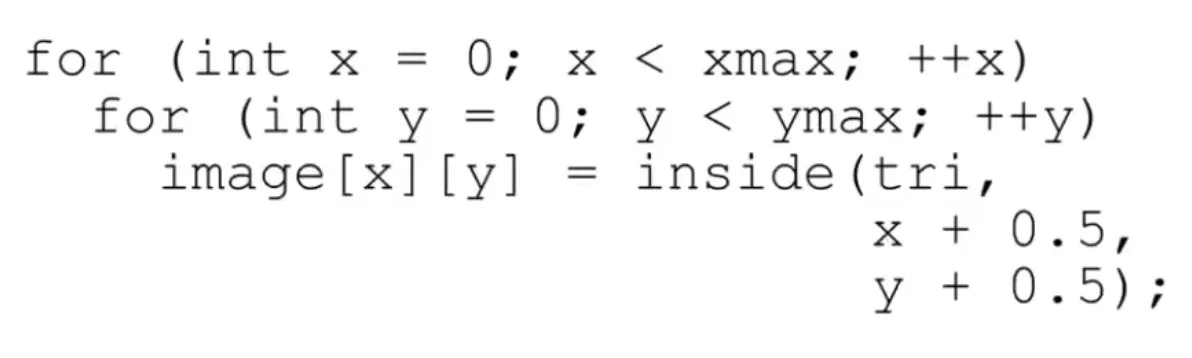 for (int x = 0; x < xmax; ++x)
for (int y = 0; y < ymax; ++y)
image[x][y] = inside(tri,
x + 0.5,
y + 0.5);